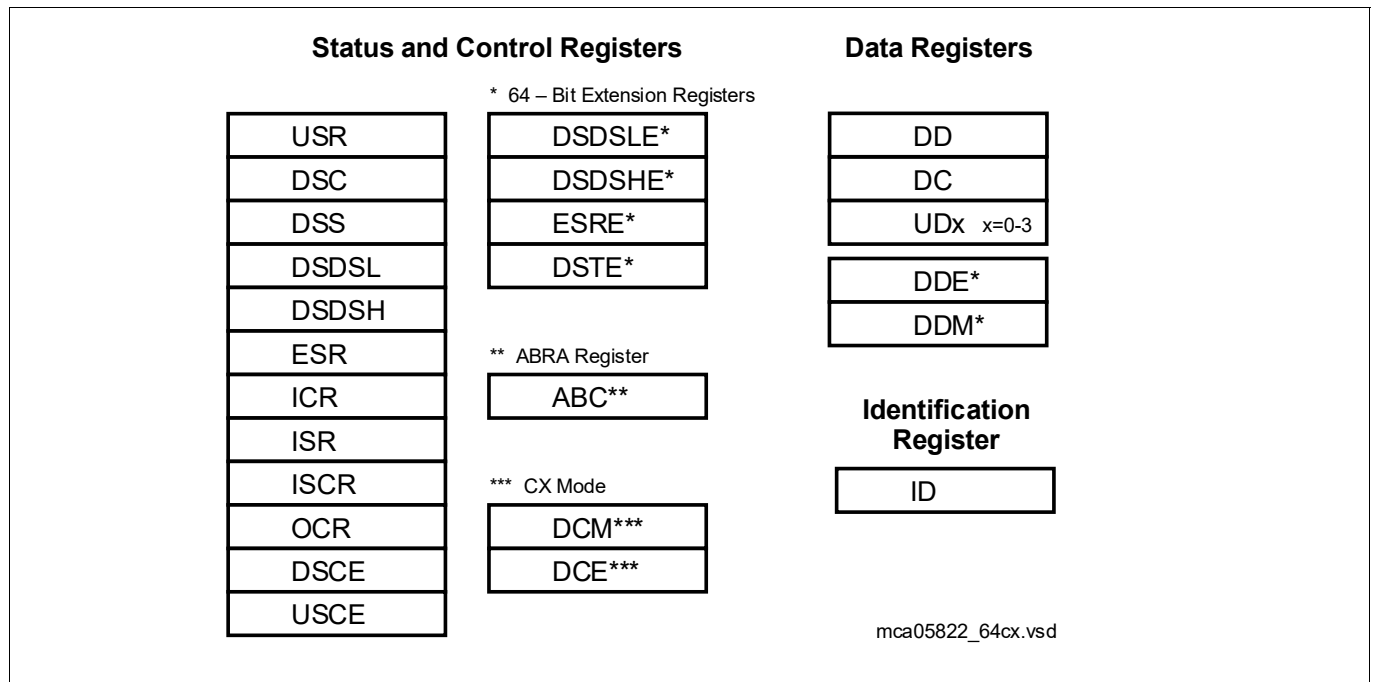 Status and Control Registers
* 64 – Bit Extension Registers
USR
DSC
DSS
DSDSL
DSDSH
ESR
ICR
ISR
ISCR
OCR
DSCE
USCE
DSDSLE*
DSDSHE*
ESRE*
DSTE*
** ABRA Register
ABC**
*** CX Mode
DCM***
DCE***
Data Registers
DD
DC
UDx x=0-3
DDE*
DDM*
Identification
Register
ID
mca05822_64cx.vsd